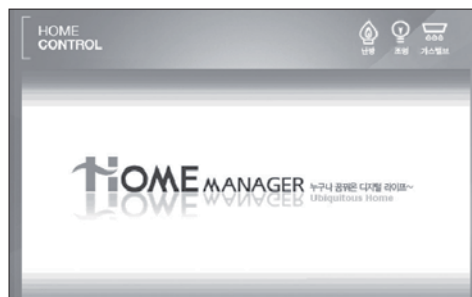 HOME
CONTROL
난방
조명
가스밸브
HOME MANAGER
누구나 꿈꿔온 디지털 라이프~
Ubiquitous Home